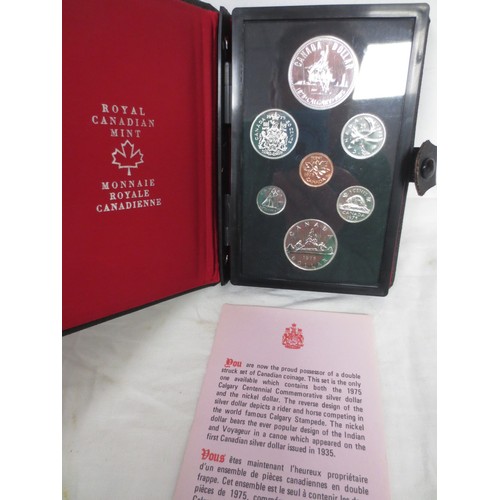 ROYAL
CANADIAN
MINT
MONNAIE
ROYALE
CANADIENNE
CANADA DOLLAR
CANADA
DOLLAR
You are now the proud possessor of a double
struck set of Canadian coinage. This set is the only
one available which contains both the 1975
Calgary Centennial Commemorative silver dollar
and the nickel dollar. The reverse design of the
silver dollar depicts a rider and horse competing in
the world famous Calgary Stampede. The nickel
dollar bears the ever popular design of the Indian
and Voyageur in a canoe which appeared on the
first Canadian silver dollar issued in 1935.
Vous êtes maintenant l'heureux propriétaire
d'un ensemble de pièces canadiennes en double
frappe. Cet ensemble est le seul à contenir les
pièces de 1975,